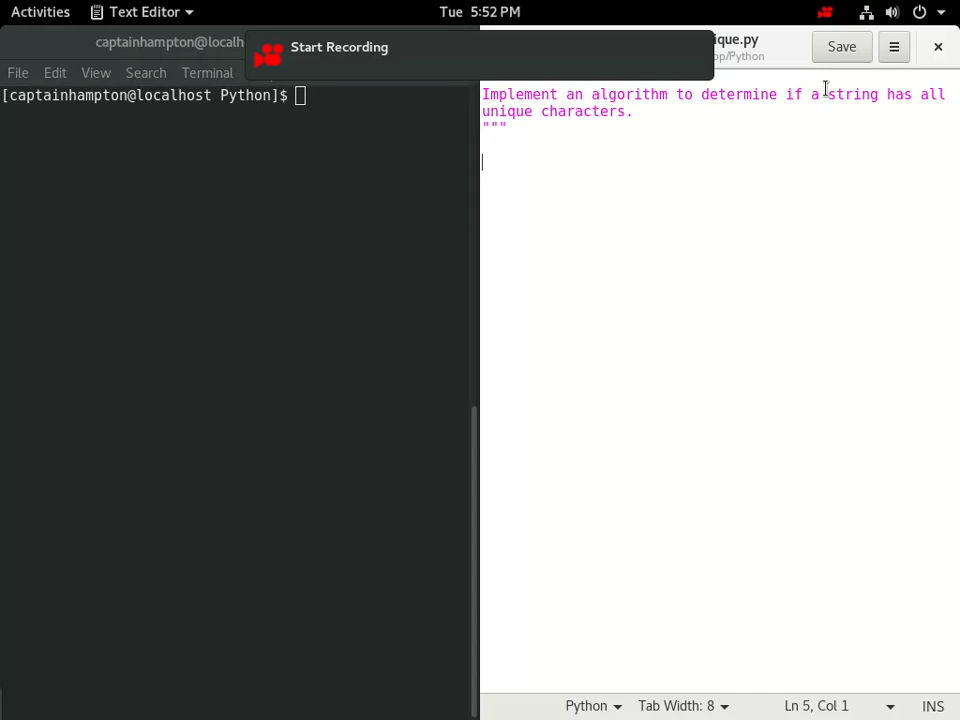 Activities Text Editor Tue 5:52 PM
captainhampton@localh
Start Recording
ique.py
op/Python
Save
File Edit View Search Terminal
[captainhampton@localhost Python]$
Implement an algorithm to determine if a string has all
unique characters.
"""
Python Tab Width: 8 Ln 5, Col 1 INS